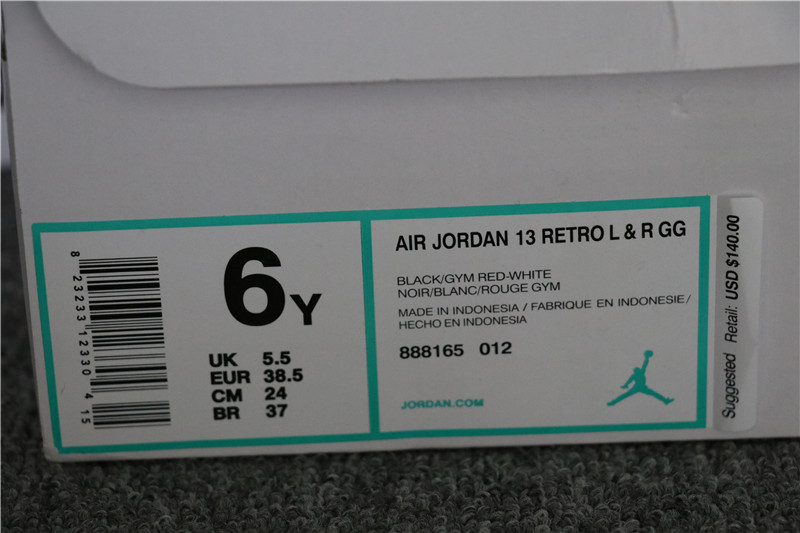 8 23233 12330 4 15
6Y
UK 5.5
EUR 38.5
CM 24
BR 37
AIR JORDAN 13 RETRO L & R GG
BLACK/GYM RED-WHITE
NOIR/BLANC/ROUGE GYM
MADE IN INDONESIA / FABRIQUE EN INDONESIE/
HECHO EN INDONESIA
888165 012
JORDAN.COM
Suggested Retail: USD $140.00